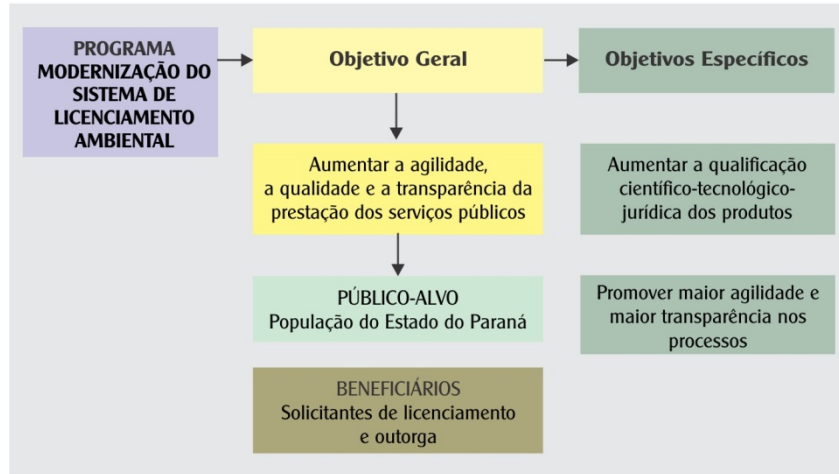 PROGRAMA
MODERNIZAÇÃO DO
SISTEMA DE
LICENCIAMENTO
AMBIENTAL
Objetivo Geral
Objetivos Específicos
Aumentar a agilidade,
a qualidade e a transparência da
prestação dos serviços públicos
Aumentar a qualificação
científico-tecnológico-
jurídica dos produtos
PÚBLICO-ALVO
População do Estado do Paraná
Promover maior agilidade e
maior transparência nos
processos
BENEFICIÁRIOS
Solicitantes de licenciamento
e outorga